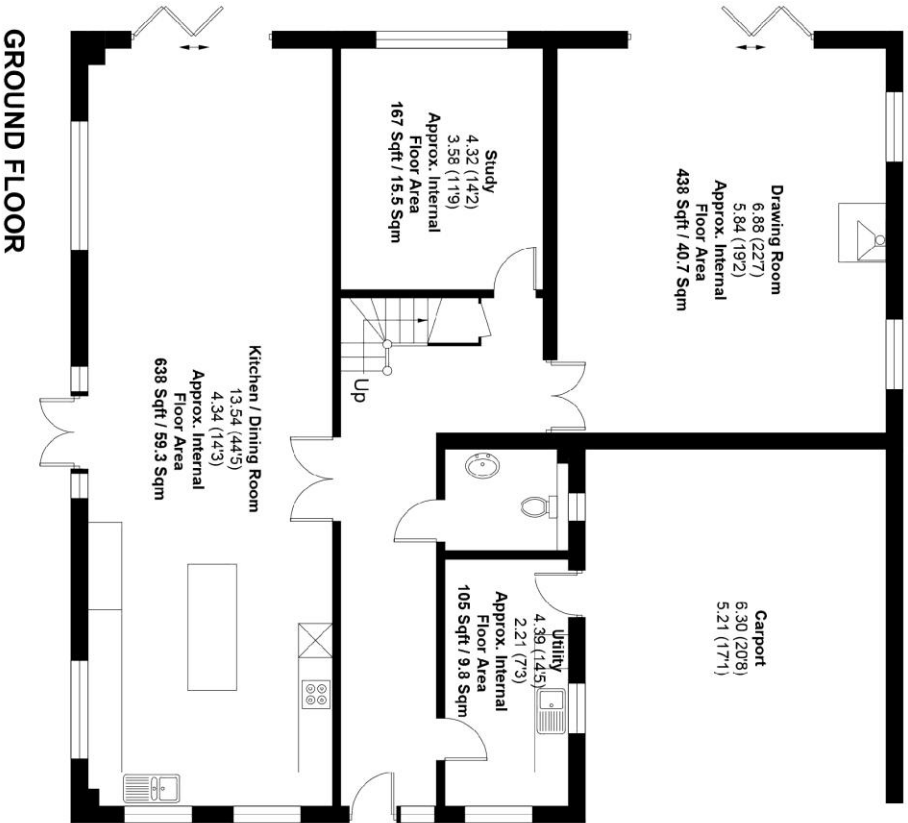 GROUND FLOOR
Drawing Room
6.88 (22'7)
5.84 (19'2)
Approx. Internal
Floor Area
438 Sqft / 40.7 Sqm
Carport
6.30 (20'8)
5.21 (17'1)
Study
4.32 (14'2)
3.58 (11'9)
Approx. Internal
Floor Area
167 Sqft / 15.5 Sqm
Up
Utility
4.39 (14'5)
2.21 (7'3)
Approx. Internal
Floor Area
105 Sqft / 9.8 Sqm
Kitchen / Dining Room
13.54 (44'5)
4.34 (14'3)
Approx. Internal
Floor Area
638 Sqft / 59.3 Sqm